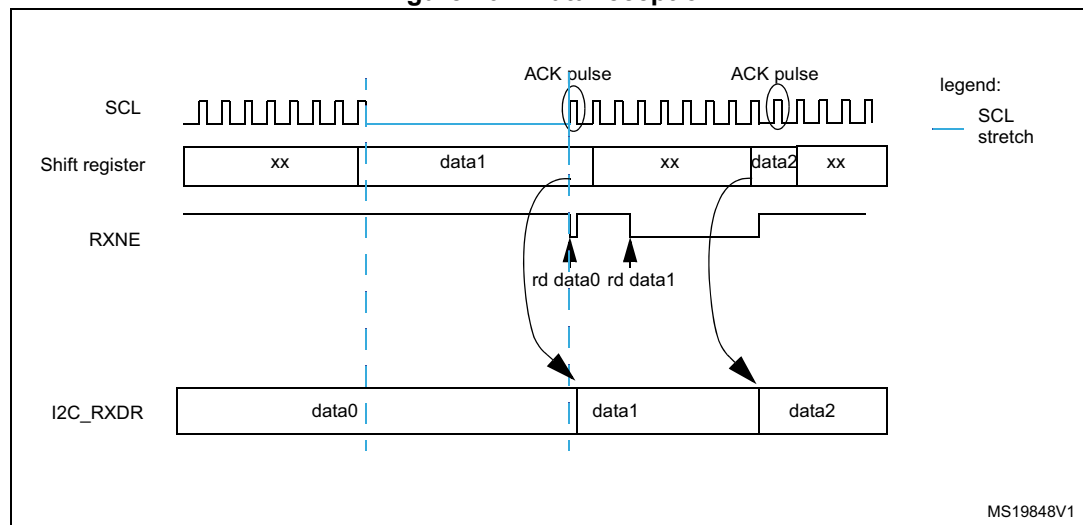 ACK pulse ACK pulse
legend:
SCL
SCL
stretch
Shift register
xx data1 xx data2 xx
RXNE
rd data0 rd data1
I2C_RXDR
data0 data1 data2
MS19848V1